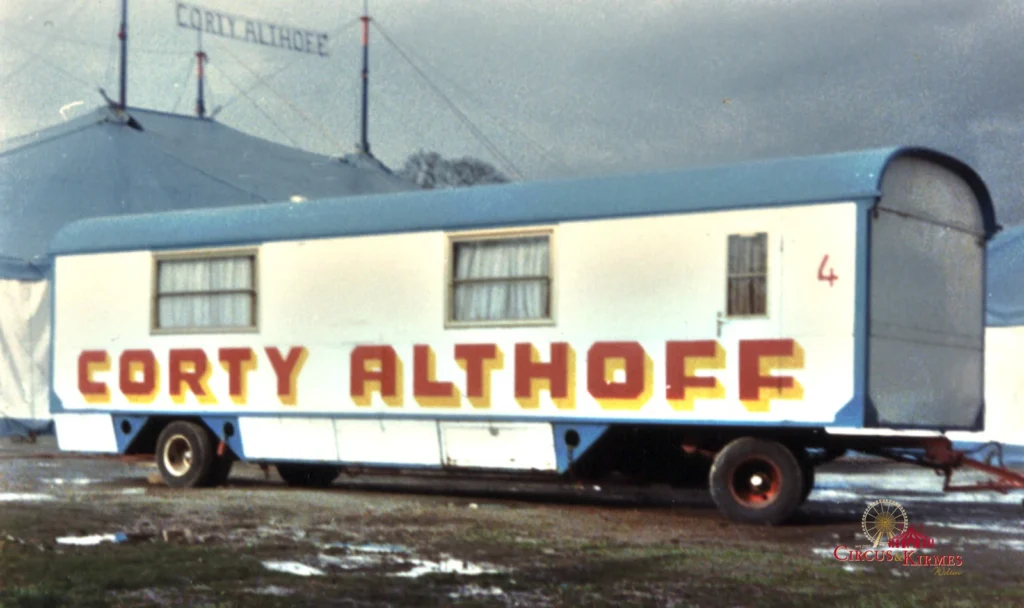 CORTY ALTHOFF
4
CORTY ALTHOFF
CIRCUS & KIRMES